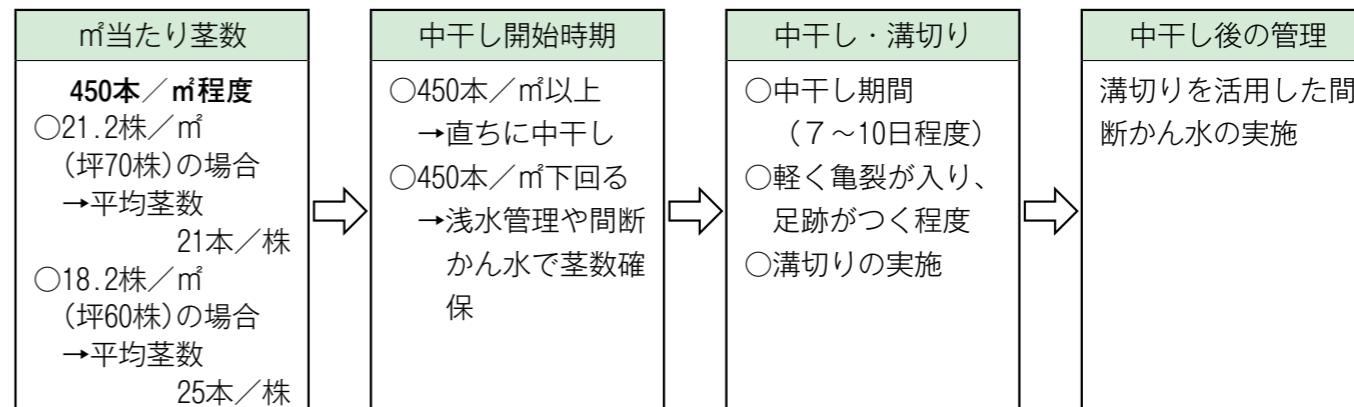 ㎡当たり茎数
450本／㎡程度
○21.2株／㎡
（坪70株）の場合
→平均茎数
21本／株
○18.2株／㎡
（坪60株）の場合
→平均茎数
25本／株
中干し開始時期
○450本／㎡以上
→直ちに中干し
○450本／㎡下回る
→浅水管理や間断
かん水で茎数確
保
中干し・溝切り
○中干し期間
（７～10日程度）
○軽く亀裂が入り、
足跡がつく程度
○溝切りの実施
中干し後の管理
溝切りを活用した間
断かん水の実施